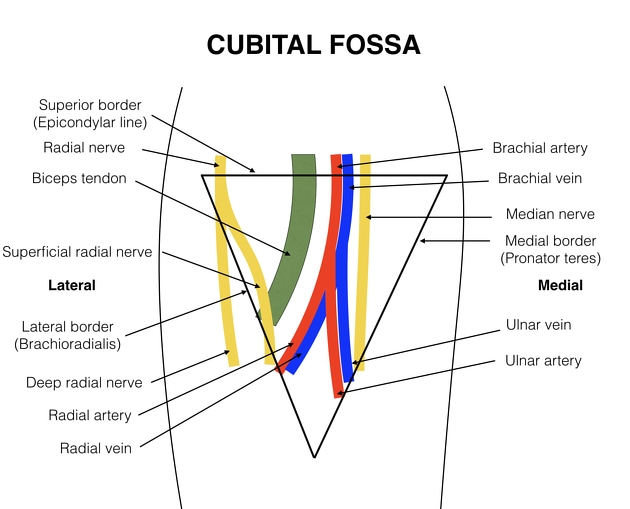 CUBITAL FOSSA
Superior border
(Epicondylar line)
Radial nerve
Biceps tendon
Superficial radial nerve
Lateral
Lateral border
(Brachioradialis)
Deep radial nerve
Radial artery
Radial vein
Brachial artery
Brachial vein
Median nerve
Medial border
(Pronator teres)
Medial
Ulnar vein
Ulnar artery